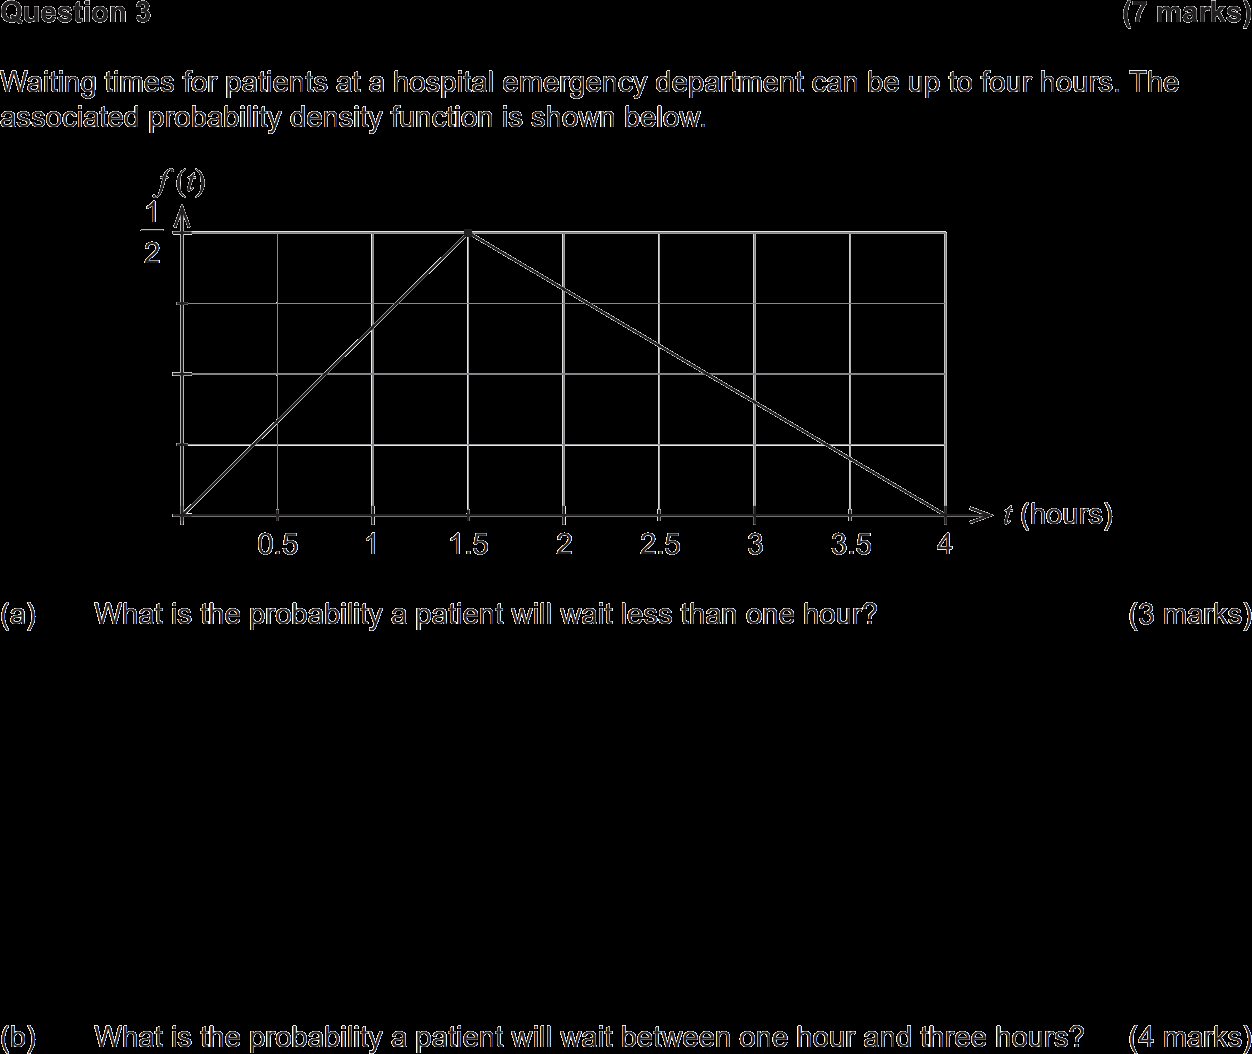 Question 3 (7 marks)
Waiting times for patients at a hospital emergency department can be up to four hours. The
associated probability density function is shown below.
f (t)
1
2
t (hours)
0.5 1 1.5 2 2.5 3 3.5 4
(a) What is the probability a patient will wait less than one hour? (3 marks)
(b) What is the probability a patient will wait between one hour and three hours? (4 marks)